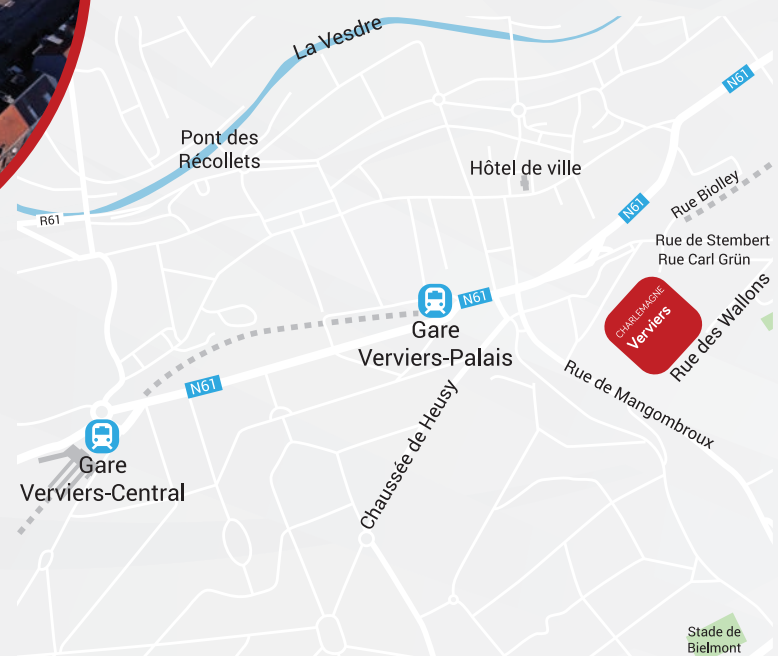 La Vesdre
N61
Pont des
Récollets
Hôtel de ville
Rue Biolley
R61
N61
Rue de Stembert
Rue Carl Grün
CHARLEMAGNE
Verviers
Rue des Wallons
N61
Gare
Verviers-Palais
Rue de Mangombroux
N61
Chaussée de Heusy
Gare
Verviers-Central
Stade de
Bielmont